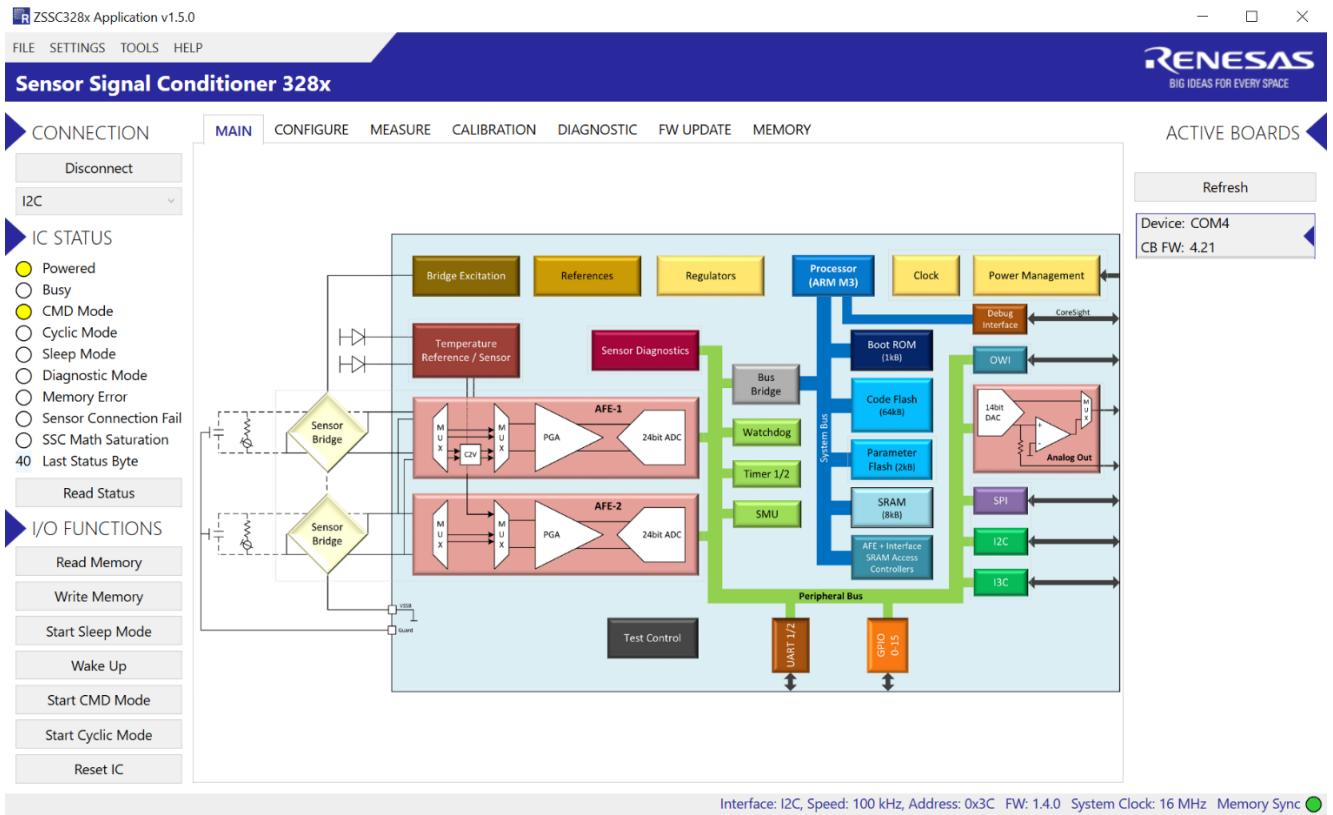 ZSSC328x Application v1.5.0
FILE SETTINGS TOOLS HELP
Sensor Signal Conditioner 328x
RENESAS
BIG IDEAS FOR EVERY SPACE
CONNECTION
Disconnect
I2C
IC STATUS
Powered
Busy
CMD Mode
Cyclic Mode
Sleep Mode
Diagnostic Mode
Memory Error
Sensor Connection Fail
SSC Math Saturation
40 Last Status Byte
Read Status
I/O FUNCTIONS
Read Memory
Write Memory
Start Sleep Mode
Wake Up
Start CMD Mode
Start Cyclic Mode
Reset IC
MAIN CONFIGURE MEASURE CALIBRATION DIAGNOSTIC FW UPDATE MEMORY
Bridge Excitation
References
Regulators
Processor
(ARM M3)
Clock
Power Management
Debug
Interface
CoreSight
Temperature
Reference / Sensor
Sensor Diagnostics
Boot ROM
(1kB)
OWI
Bus
Bridge
Code Flash
(64kB)
System Bus
Sensor
Bridge
AFE-1
MUX
C2V
MUX
PGA
24bit ADC
Watchdog
Timer 1/2
SMU
Parameter
Flash (2kB)
SRAM
(8kB)
AFE + Interface
SRAM Access
Controllers
14bit
DAC
+
-
MUX
Analog Out
Sensor
Bridge
AFE-2
MUX
MUX
PGA
24bit ADC
SPI
I2C
I3C
Peripheral Bus
VSSB
Guard
Test Control
UART 1/2
GPIO
0-15
ACTIVE BOARDS
Refresh
Device: COM4
CB FW: 4.21
Interface: I2C, Speed: 100 kHz, Address: 0x3C FW: 1.4.0 System Clock: 16 MHz Memory Sync